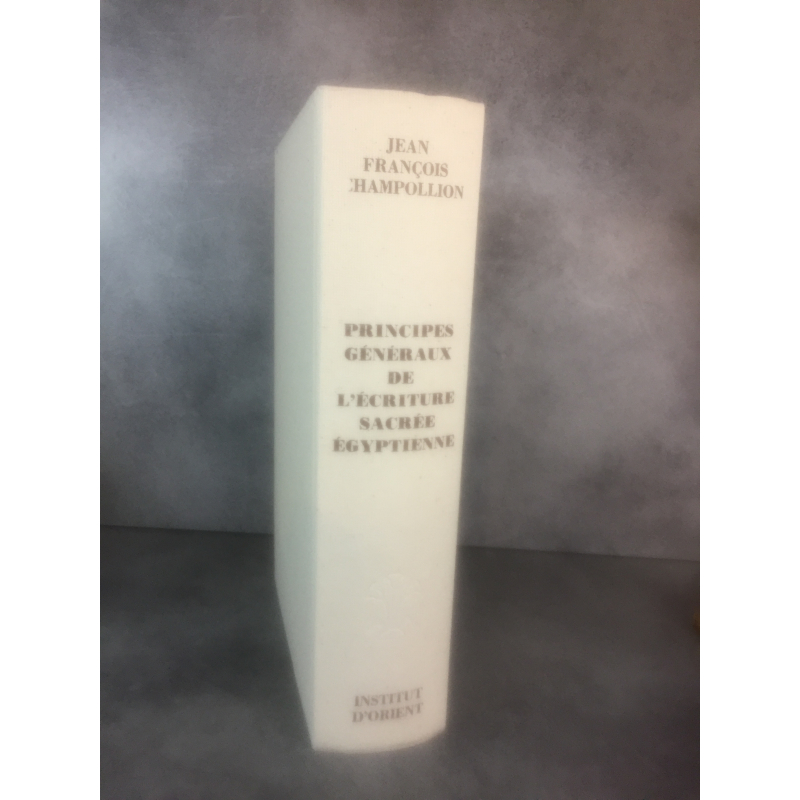 JEAN
FRANÇOIS
CHAMPOLLION
PRINCIPES
GÉNÉRAUX
DE
L'ÉCRITURE
SACRÉE
ÉGYPTIENNE
INSTITUT
D'ORIENT